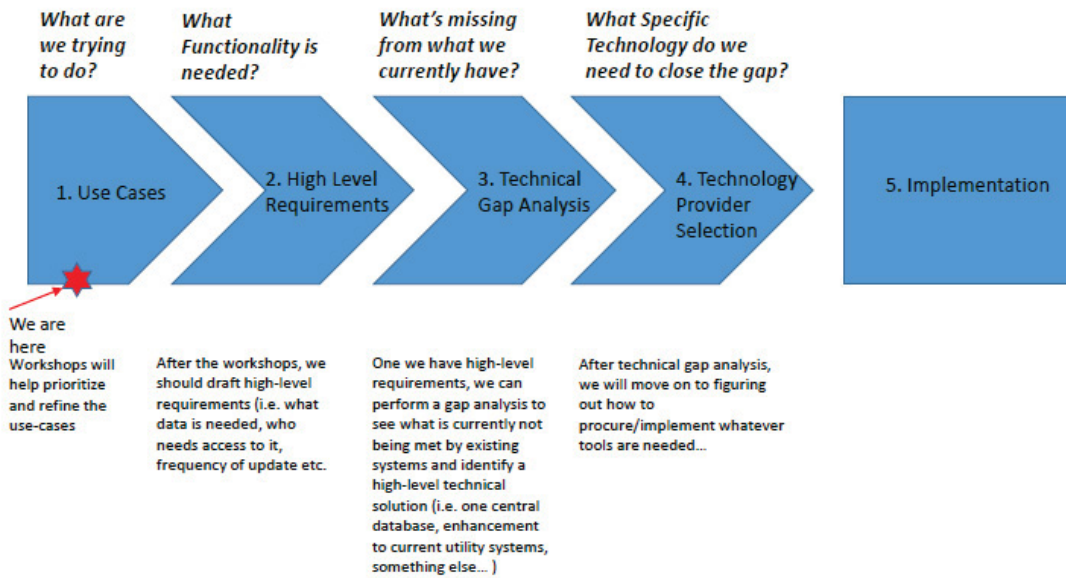 What are
we trying
to do?
What
Functionality is
needed?
What's missing
from what we
currently have?
What Specific
Technology do we
need to close the gap?
1. Use Cases
2. High Level
Requirements
3. Technical
Gap Analysis
4. Technology
Provider
Selection
5. Implementation
We are
here
Workshops will
help prioritize
and refine the
use-cases
After the workshops, we
should draft high-level
requirements (i.e. what
data is needed, who
needs access to it,
frequency of update etc.
One we have high-level
requirements, we can
perform a gap analysis to
see what is currently not
being met by existing
systems and identify a
high-level technical
solution (i.e. one central
database, enhancement
to current utility systems,
something else... )
After technical gap analysis,
we will move on to figuring
out how to
procure/implement whatever
tools are needed...